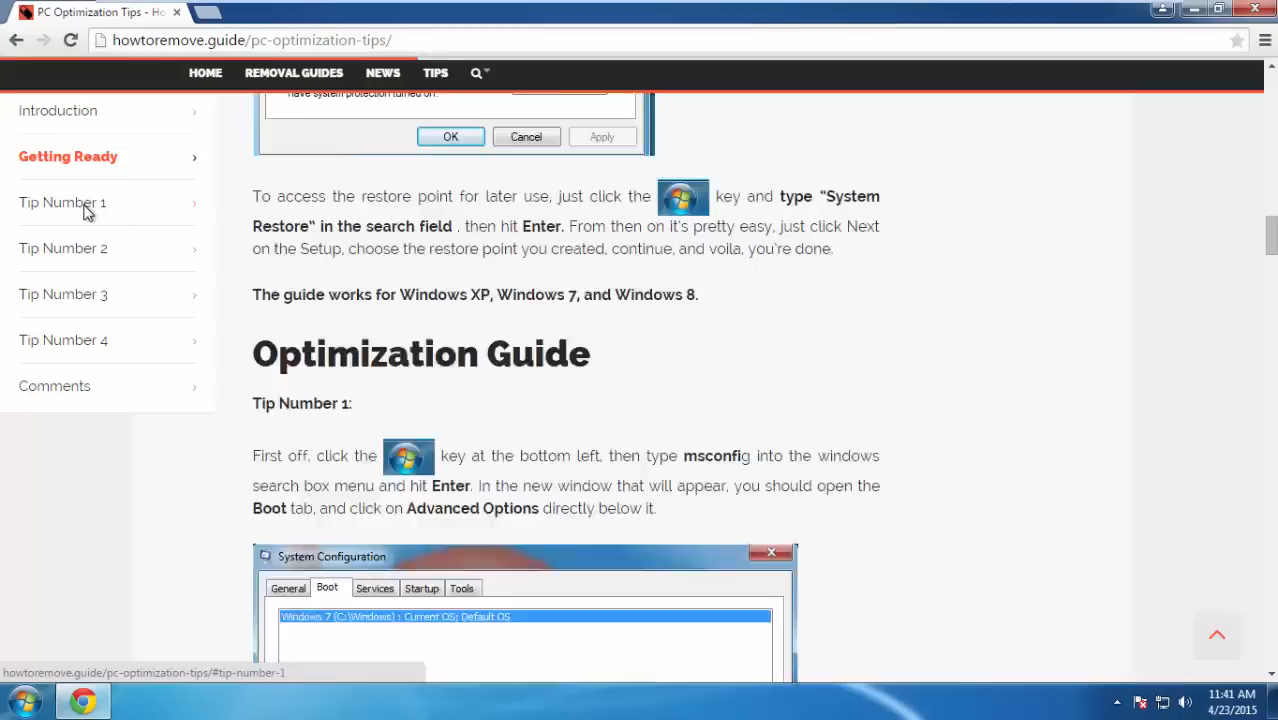 PC Optimization Tips - Ho
howtoremove.guide/pc-optimization-tips/
HOME REMOVAL GUIDES NEWS TIPS
Introduction
Getting Ready
Tip Number 1
Tip Number 2
Tip Number 3
Tip Number 4
Comments
have system protection turned on.
OK Cancel Apply
To access the restore point for later use, just click the key and type “System
Restore” in the search field . then hit Enter. From then on it’s pretty easy, just click Next
on the Setup, choose the restore point you created, continue, and voila, you’re done.
The guide works for Windows XP, Windows 7, and Windows 8.
Optimization Guide
Tip Number 1:
First off, click the key at the bottom left, then type msconfig into the windows
search box menu and hit Enter. In the new window that will appear, you should open the
Boot tab, and click on Advanced Options directly below it.
System Configuration
General Boot Services Startup Tools
Windows 7 (C:\Windows) : Current OS; Default OS
howtoremove.guide/pc-optimization-tips/#tip-number-1
11:41 AM
4/23/2015